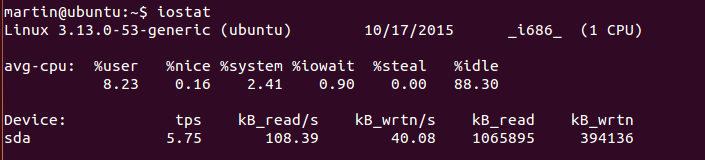 martin@ubuntu:~$ iostat
Linux 3.13.0-53-generic (ubuntu) 10/17/2015 _i686_ (1 CPU)
avg-cpu: %user %nice %system %iowait %steal %idle
8.23 0.16 2.41 0.90 0.00 88.30
Device: tps kB_read/s kB_wrtn/s kB_read kB_wrtn
sda 5.75 108.39 40.08 1065895 394136